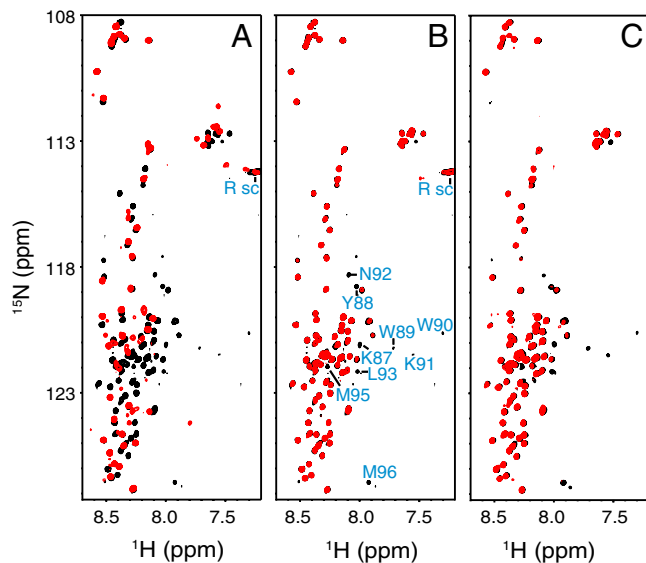 A
B
C
108
113
118
123
¹⁵N (ppm)
R sc
R sc
N92
Y88
W89
W90
K87
K91
L93
M95
M96
8.5
8.0
7.5
8.5
8.0
7.5
8.5
8.0
7.5
¹H (ppm)
¹H (ppm)
¹H (ppm)